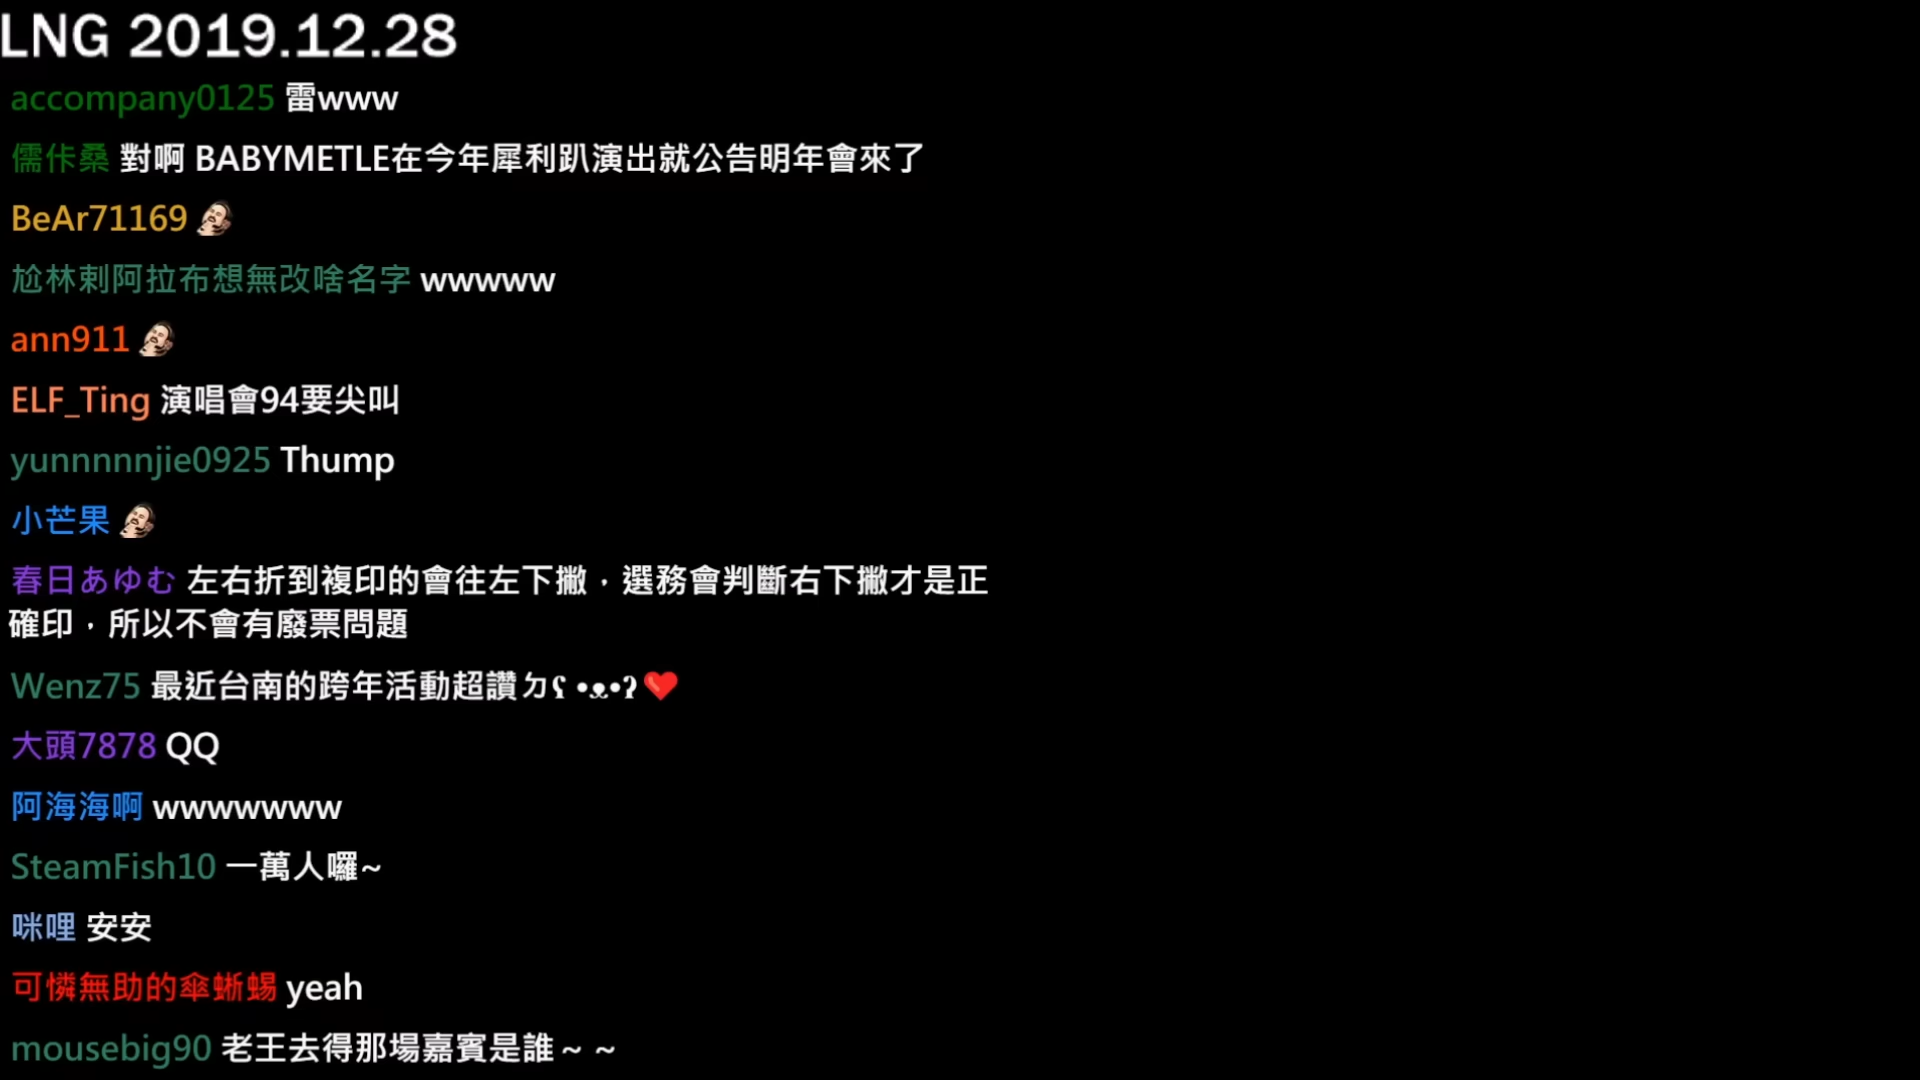 LNG 2019.12.28
accompany0125 雷www
儒佧桑 對啊 BABYMETLE在今年犀利趴演出就公告明年會來了
BeAr71169
尬林剌阿拉布想無改啥名字 wwwww
ann911
ELF_Ting 演唱會94要尖叫
yunnnnnjie0925 Thump
小芒果
春日あゆむ 左右折到複印的會往左下撇，選務會判斷右下撇才是正
確印，所以不會有廢票問題
Wenz75 最近台南的跨年活動超讚ㄉʕ •ᴥ•ʔ❤️
大頭7878 QQ
阿海海啊 wwwwwww
SteamFish10 一萬人囉~
咪哩 安安
可憐無助的傘蜥蜴 yeah
mousebig90 老王去得那場嘉賓是誰～～